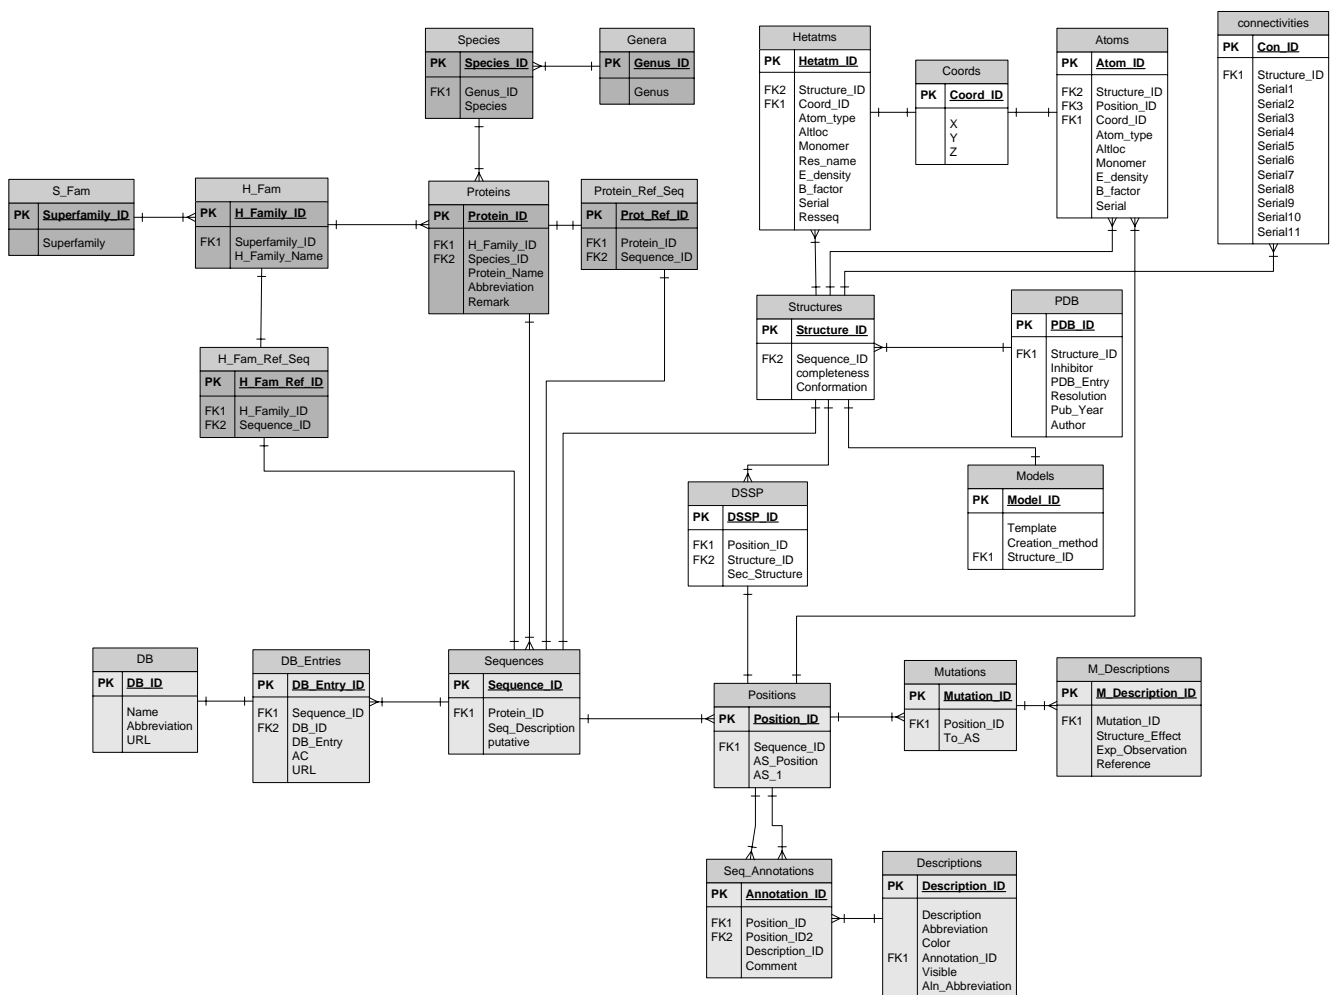 Species
PK Species_ID
FK1 Genus_ID
Species
Genera
PK Genus_ID
Genus
Hetatms
PK Hetatm_ID
FK2 Structure_ID
FK1 Coord_ID
Atom_type
Altloc
Monomer
Res_name
E_density
B_factor
Serial
Resseq
Coords
PK Coord_ID
X
Y
Z
Atoms
PK Atom_ID
FK2 Structure_ID
FK3 Position_ID
FK1 Coord_ID
Atom_type
Altloc
Monomer
E_density
B_factor
Serial
connectivities
PK Con_ID
FK1 Structure_ID
Serial1
Serial2
Serial3
Serial4
Serial5
Serial6
Serial7
Serial8
Serial9
Serial10
Serial11
S_Fam
PK Superfamily_ID
Superfamily
H_Fam
PK H_Family_ID
FK1 Superfamily_ID
H_Family_Name
Proteins
PK Protein_ID
FK1 H_Family_ID
FK2 Species_ID
Protein_Name
Abbreviation
Remark
Protein_Ref_Seq
PK Prot_Ref_ID
FK1 Protein_ID
FK2 Sequence_ID
Structures
PK Structure_ID
FK2 Sequence_ID
completeness
Conformation
PDB
PK PDB_ID
FK1 Structure_ID
Inhibitor
PDB_Entry
Resolution
Pub_Year
Author
H_Fam_Ref_Seq
PK H_Fam_Ref_ID
FK1 H_Family_ID
FK2 Sequence_ID
DSSP
PK DSSP_ID
FK1 Position_ID
FK2 Structure_ID
Sec_Structure
Models
PK Model_ID
Template
Creation_method
FK1 Structure_ID
DB
PK DB_ID
Name
Abbreviation
URL
DB_Entries
PK DB_Entry_ID
FK1 Sequence_ID
FK2 DB_ID
DB_Entry
AC
URL
Sequences
PK Sequence_ID
FK1 Protein_ID
Seq_Description
putative
Positions
PK Position_ID
FK1 Sequence_ID
AS_Position
AS_1
Mutations
PK Mutation_ID
FK1 Position_ID
To_AS
M_Descriptions
PK M_Description_ID
FK1 Mutation_ID
Structure_Effect
Exp_Observation
Reference
Seq_Annotations
PK Annotation_ID
FK1 Position_ID
FK2 Position_ID2
Description_ID
Comment
Descriptions
PK Description_ID
Description
Abbreviation
Color
FK1 Annotation_ID
Visible
Aln_Abbreviation